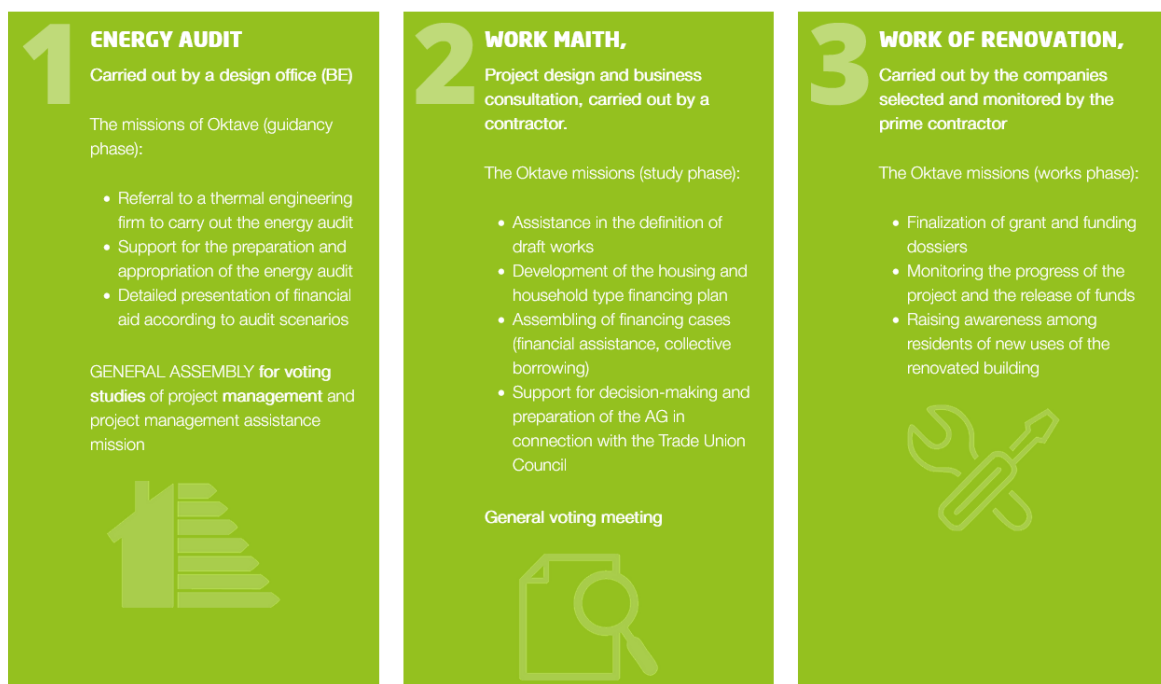 1
ENERGY AUDIT
Carried out by a design office (BE)
The missions of Oktave (guidancy
phase):
• Referral to a thermal engineering
firm to carry out the energy audit
• Support for the preparation and
appropriation of the energy audit
• Detailed presentation of financial
aid according to audit scenarios
GENERAL ASSEMBLY for voting
studies of project management and
project management assistance
mission
2
WORK MAITH,
Project design and business
consultation, carried out by a
contractor.
The Oktave missions (study phase):
• Assistance in the definition of
draft works
• Development of the housing and
household type financing plan
• Assembling of financing cases
(financial assistance, collective
borrowing)
• Support for decision-making and
preparation of the AG in
connection with the Trade Union
Council
General voting meeting
3
WORK OF RENOVATION,
Carried out by the companies
selected and monitored by the
prime contractor
The Oktave missions (works phase):
• Finalization of grant and funding
dossiers
• Monitoring the progress of the
project and the release of funds
• Raising awareness among
residents of new uses of the
renovated building